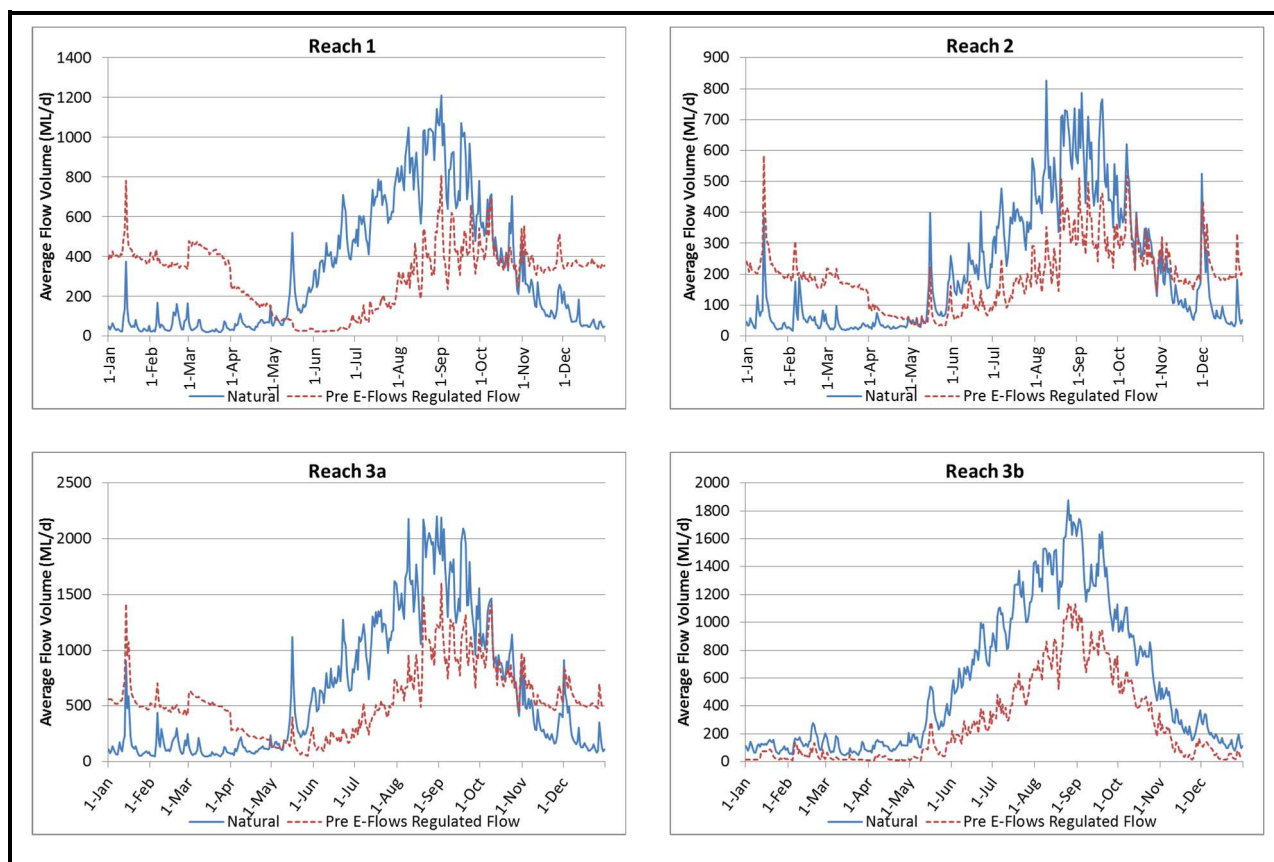 Reach 1
Average Flow Volume (ML/d)
1400
1200
1000
800
600
400
200
0
1-Jan
1-Feb
1-Mar
1-Apr
1-May
1-Jun
1-Jul
1-Aug
1-Sep
1-Oct
1-Nov
1-Dec
Natural Pre E-Flows Regulated Flow
Reach 2
Average Flow Volume (ML/d)
900
800
700
600
500
400
300
200
100
0
1-Jan
1-Feb
1-Mar
1-Apr
1-May
1-Jun
1-Jul
1-Aug
1-Sep
1-Oct
1-Nov
1-Dec
Natural Pre E-Flows Regulated Flow
Reach 3a
Average Flow Volume (ML/d)
2500
2000
1500
1000
500
0
1-Jan
1-Feb
1-Mar
1-Apr
1-May
1-Jun
1-Jul
1-Aug
1-Sep
1-Oct
1-Nov
1-Dec
Natural Pre E-Flows Regulated Flow
Reach 3b
Average Flow Volume (ML/d)
2000
1800
1600
1400
1200
1000
800
600
400
200
0
1-Jan
1-Feb
1-Mar
1-Apr
1-May
1-Jun
1-Jul
1-Aug
1-Sep
1-Oct
1-Nov
1-Dec
Natural Pre E-Flows Regulated Flow